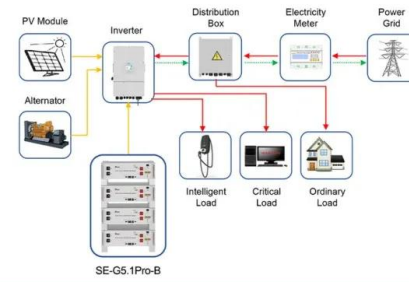 PV Module
Inverter
Distribution
Box
Electricity
Meter
Power
Grid
Alternator
Intelligent
Load
Critical
Load
Ordinary
Load
SE-G5.1Pro-B